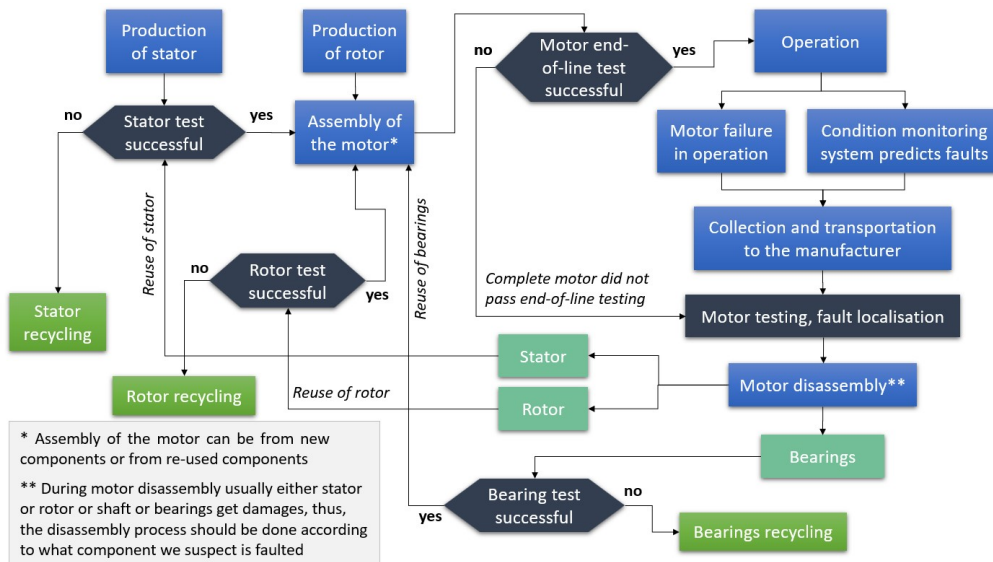 Production
of stator
Production
of rotor
no
Motor end-
of-line test
successful
yes
Operation
no
Stator test
successful
yes
Assembly of
the motor*
Motor failure
in operation
Condition monitoring
system predicts faults
Reuse of stator
Reuse of bearings
Collection and transportation
to the manufacturer
no
Rotor test
successful
yes
Complete motor did not
pass end-of-line testing
Stator
recycling
Motor testing, fault localisation
Stator
Rotor recycling
Reuse of rotor
Rotor
Motor disassembly**
Bearings
* Assembly of the motor can be from new
components or from re-used components
** During motor disassembly usually either stator
or rotor or shaft or bearings get damages, thus,
the disassembly process should be done according
to what component we suspect is faulted
yes
Bearing test
successful
no
Bearings recycling